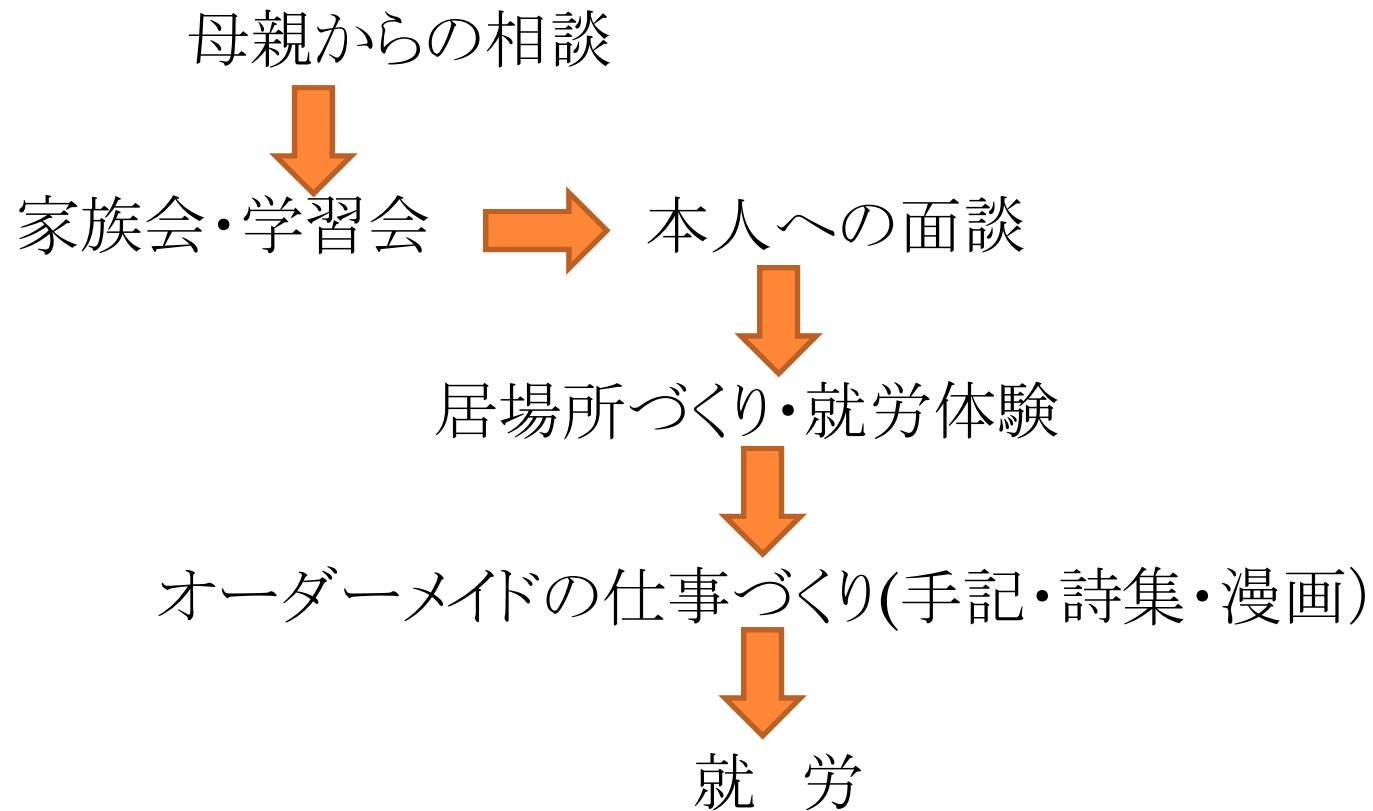 母親からの相談
家族会・学習会 本人への面談
居場所づくり・就労体験
オーダーメイドの仕事づくり(手記・詩集・漫画）
就　労